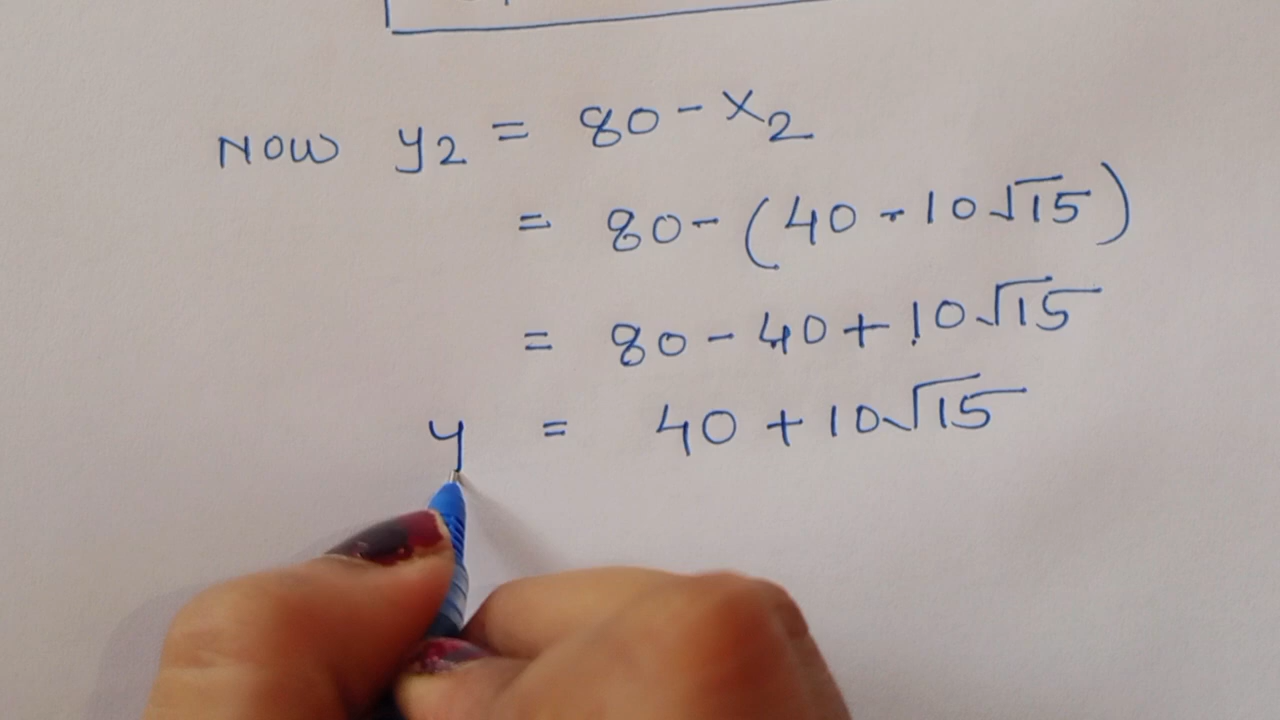 NOW y₂ = 80 - x₂
= 80 - (40 - 10√15)
= 80 - 40 + 10√15
y = 40 + 10√15